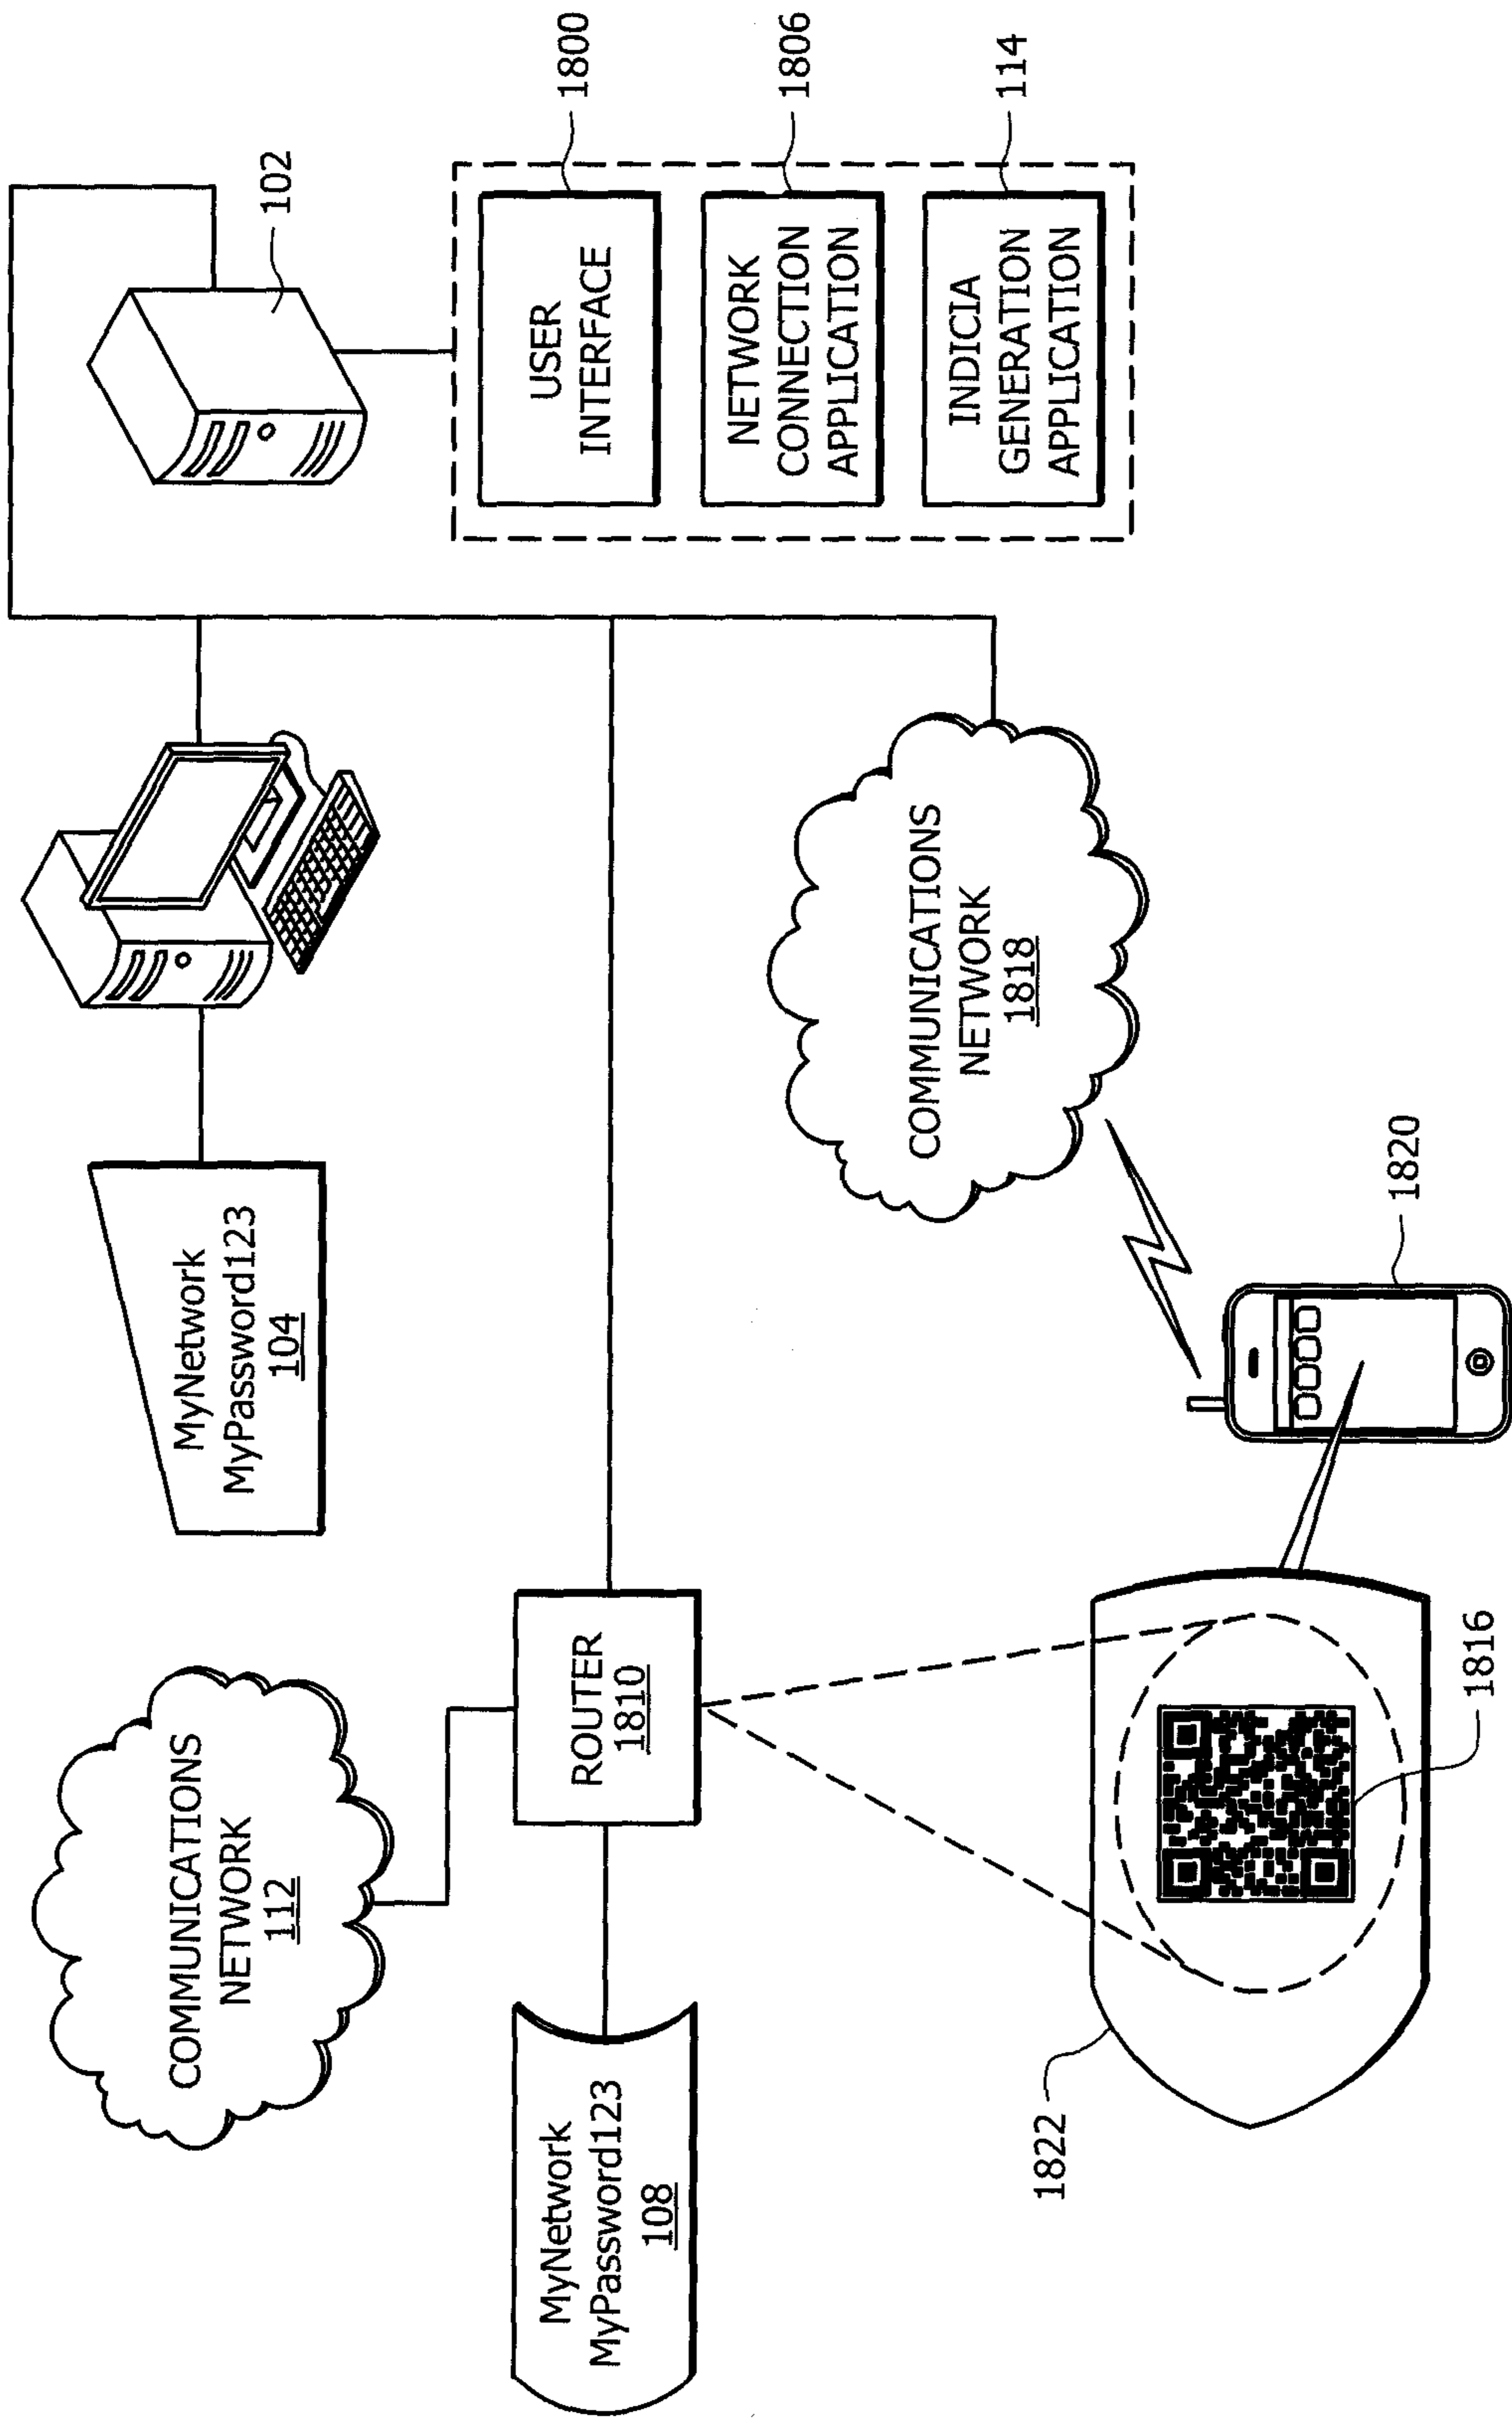 COMMUNICATIONS
NETWORK
112
MyNetwork
MyPassword123
104
102
MyNetwork
MyPassword123
108
ROUTER
1810
USER
INTERFACE
1800
NETWORK
CONNECTION
APPLICATION
1806
INDICIA
GENERATION
APPLICATION
114
COMMUNICATIONS
NETWORK
1818
1822
1820
1816